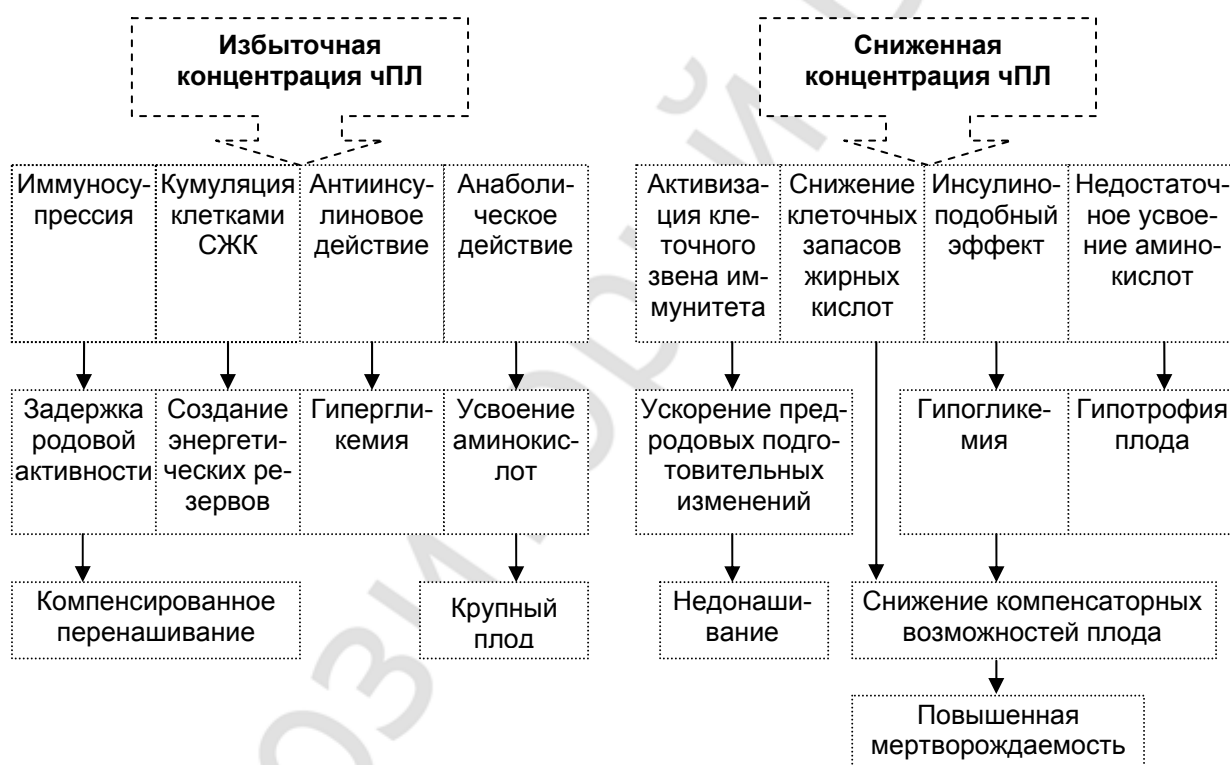 Избыточная
концентрация чПЛ
Иммуносу-
прессия
Кумуляция
клетками
СЖК
Антиинсу-
линовое
действие
Анаболи-
ческое
действие
Задержка
родовой
активности
Создание
энергети-
ческих ре-
зервов
Гипергли-
кемия
Усвоение
аминокис-
лот
Компенсированное
перенашивание
Крупный
плод
Сниженная
концентрация чПЛ
Активиза-
ция кле-
точного
звена им-
мунитета
Снижение
клеточных
запасов
жирных
кислот
Инсулино-
подобный
эффект
Недостаточ-
ное усвое-
ние амино-
кислот
Ускорение пред-
родовых подго-
товительных
изменений
Гипоглике-
мия
Гипотрофия
плода
Недонаши-
вание
Снижение компенсаторных
возможностей плода
Повышенная
мертворождаемость